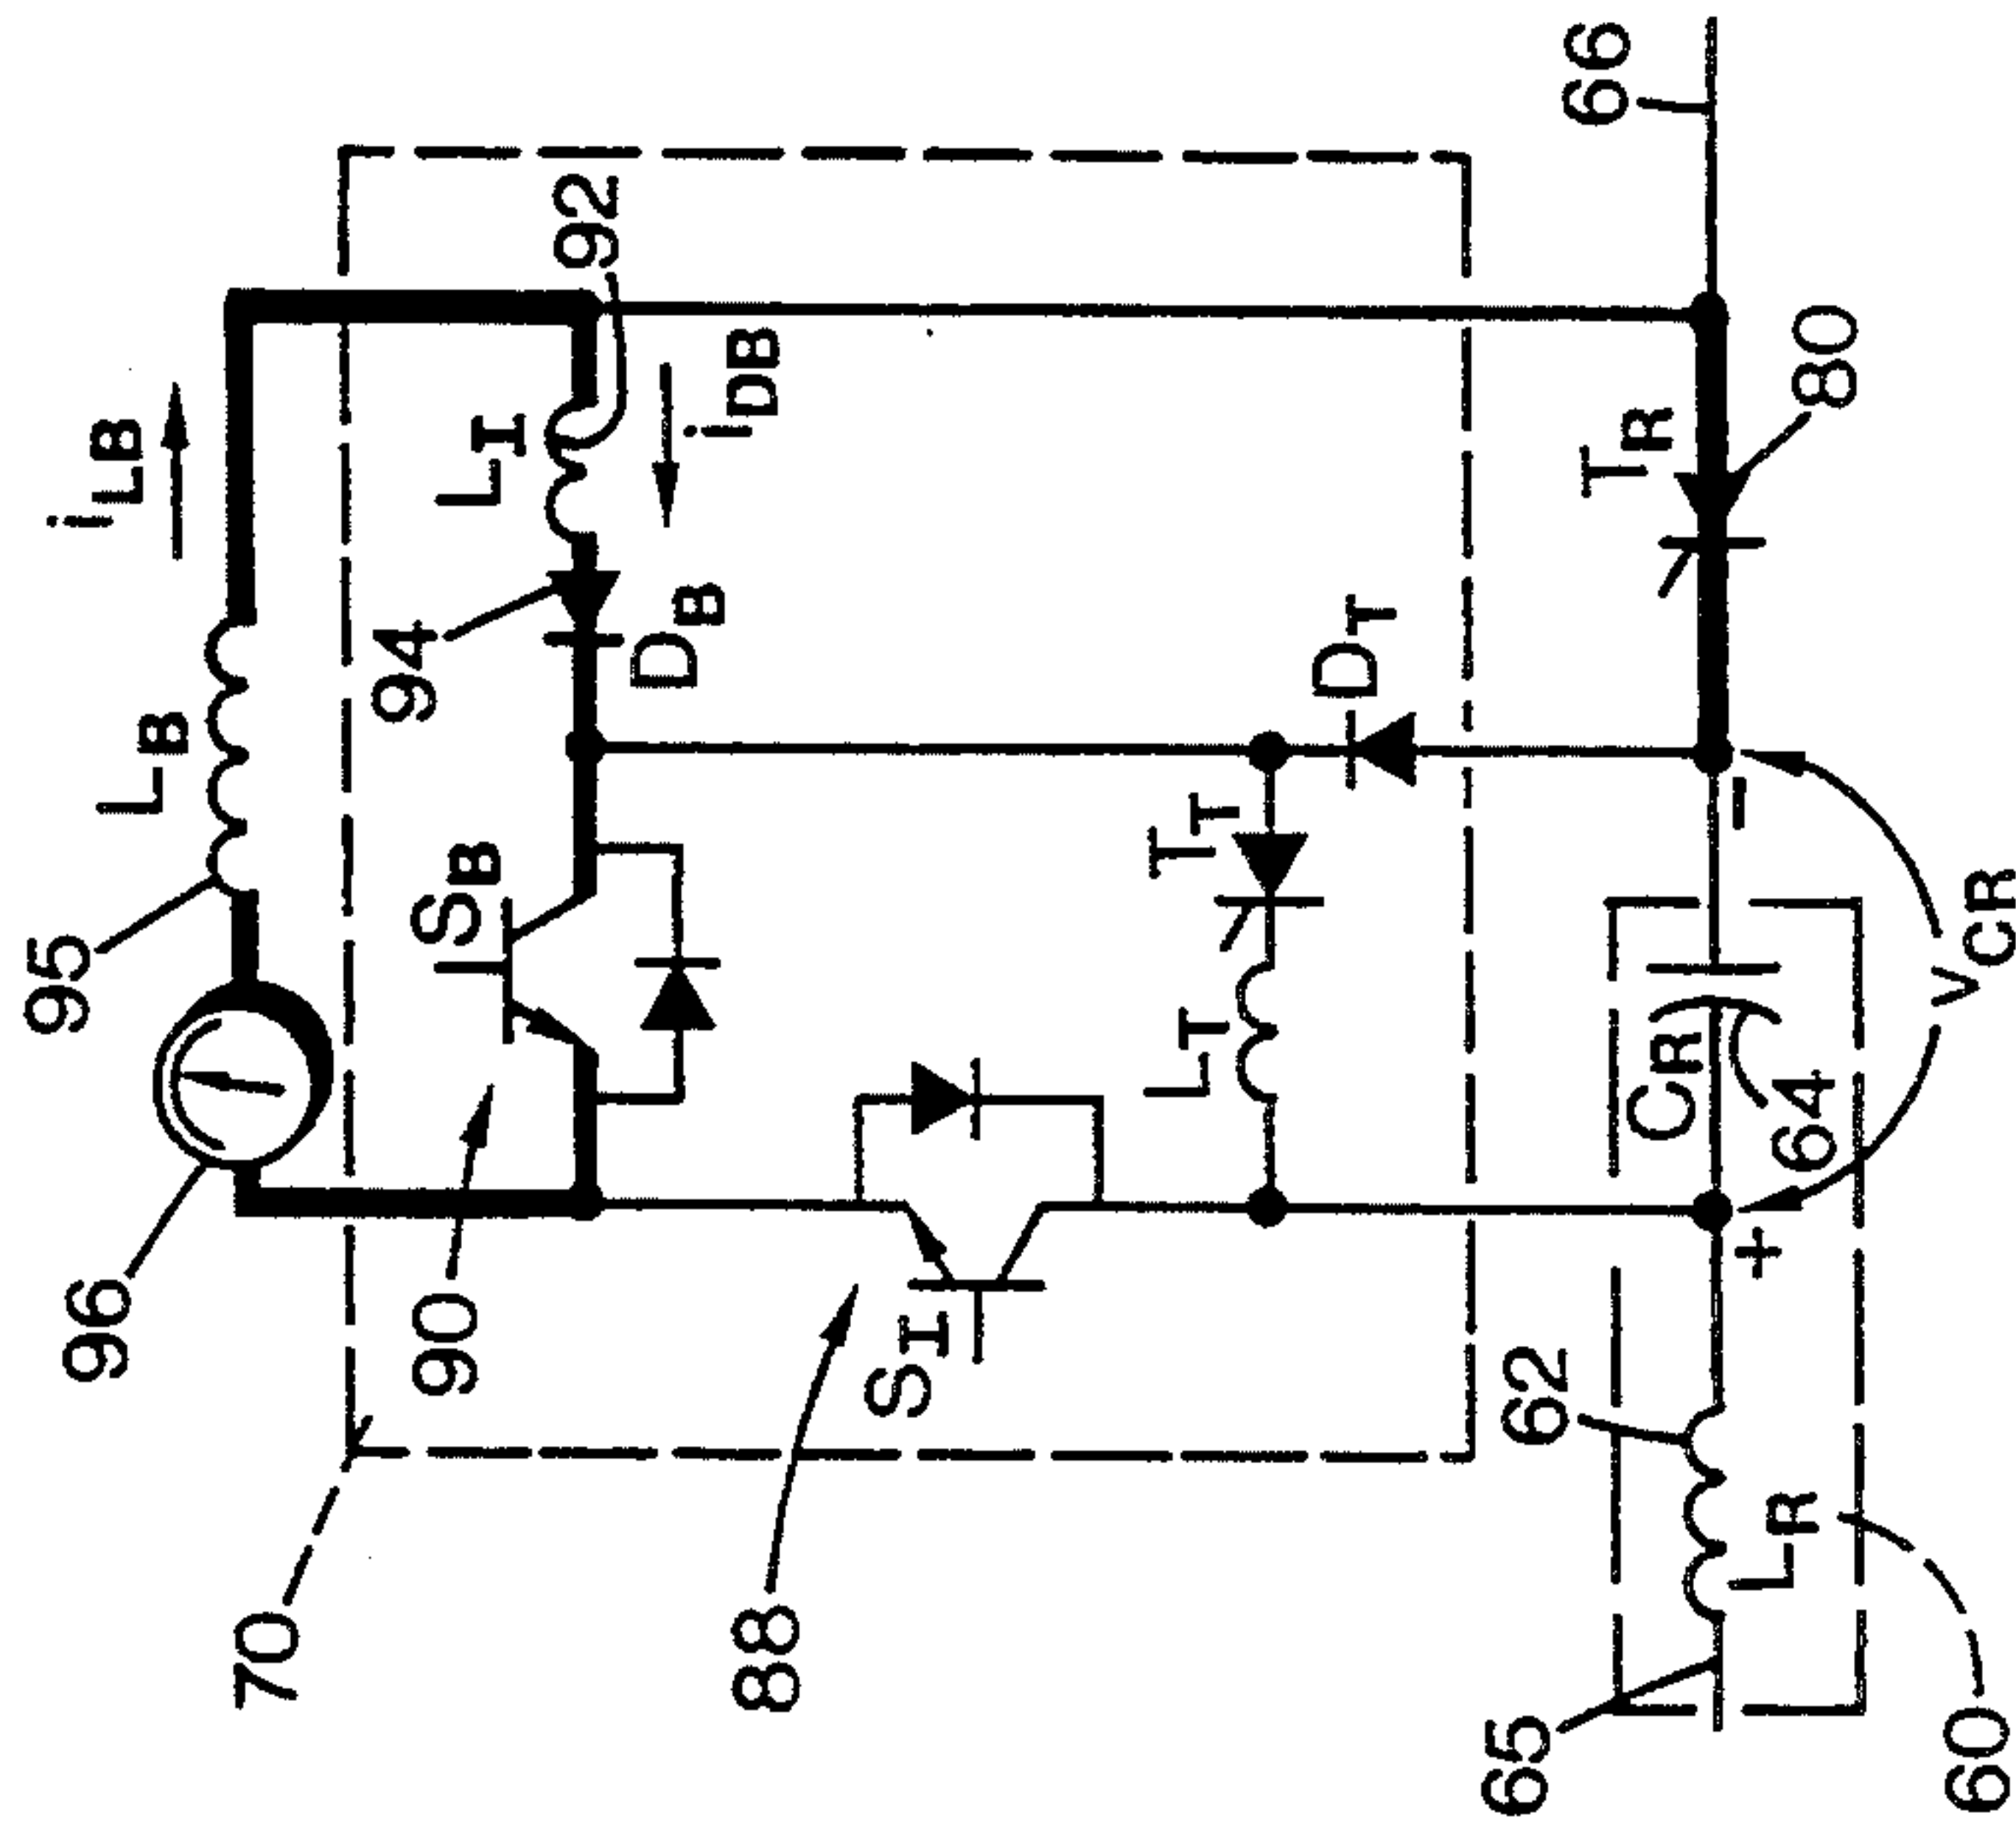 95
i_LB
96
L_B
70
94
90
S_B
L_I
92
D_B
i_DB
88
S_I
T_T
L_T
D_T
65
62
66
C_R
T_R
+
−
L_R
64
80
60
v_CR